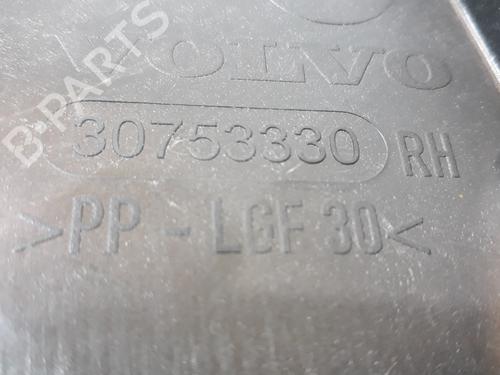 VOLVO
30753330 RH
>PP - LGF 30<
B-PARTS